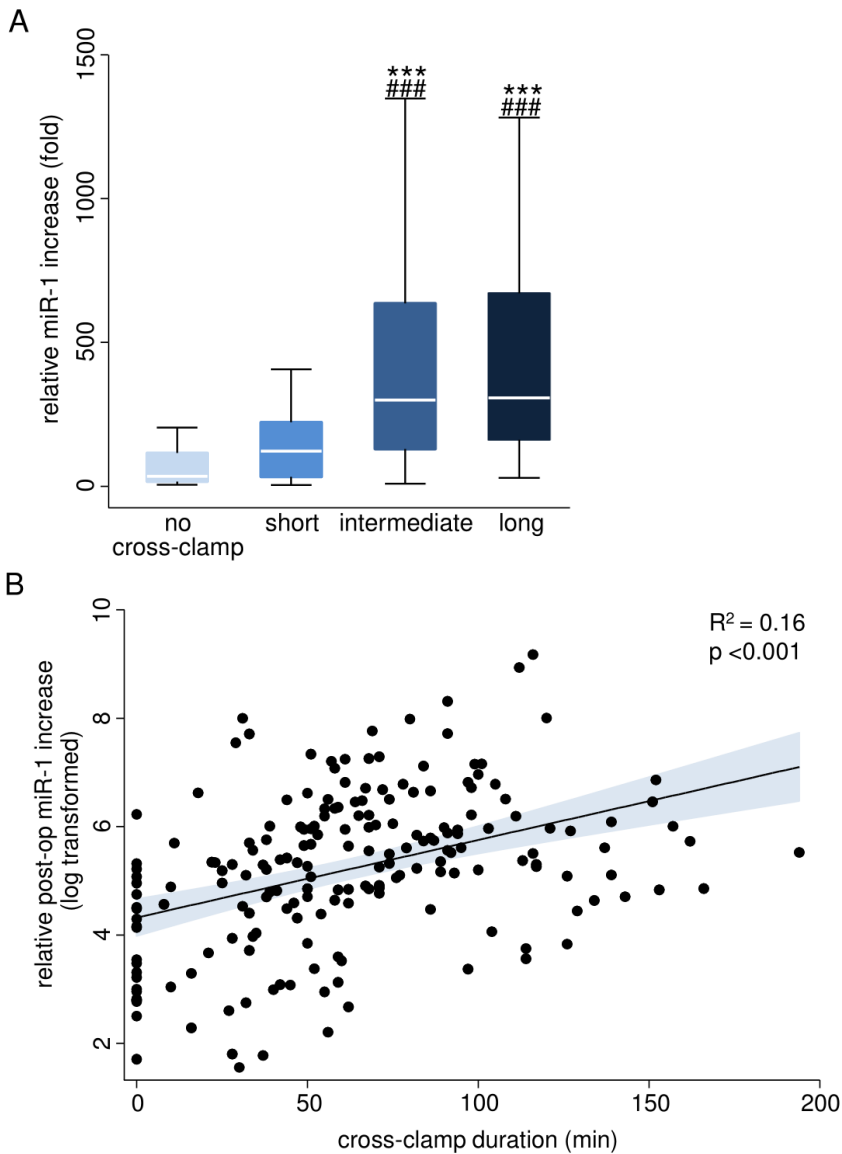 A
relative miR-1 increase (fold)
1500
1000
500
0
***
###
***
###
no
cross-clamp
short
intermediate
long
B
relative post-op miR-1 increase
(log transformed)
10
8
6
4
2
R² = 0.16
p <0.001
0
50
100
150
200
cross-clamp duration (min)